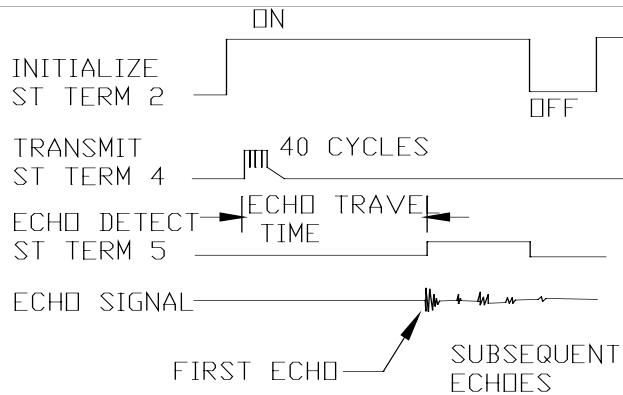 ON
INITIALIZE
ST TERM 2
OFF
TRANSMIT
ST TERM 4
40 CYCLES
ECHO DETECT
ST TERM 5
ECHO TRAVEL
TIME
ECHO SIGNAL
FIRST ECHO
SUBSEQUENT
ECHOES